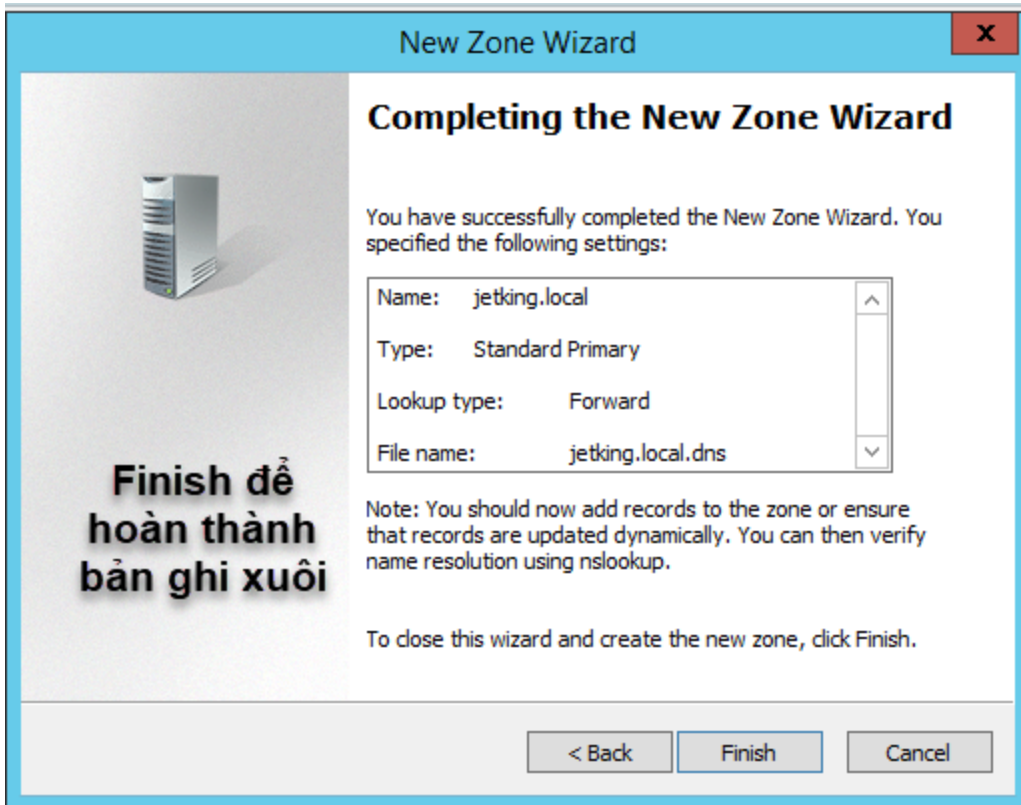 New Zone Wizard
x
Completing the New Zone Wizard
You have successfully completed the New Zone Wizard. You
specified the following settings:
Name: jetking.local
Type: Standard Primary
Lookup type: Forward
File name: jetking.local.dns
Finish để
hoàn thành
bản ghi xuôi
Note: You should now add records to the zone or ensure
that records are updated dynamically. You can then verify
name resolution using nslookup.
To close this wizard and create the new zone, click Finish.
< Back
Finish
Cancel